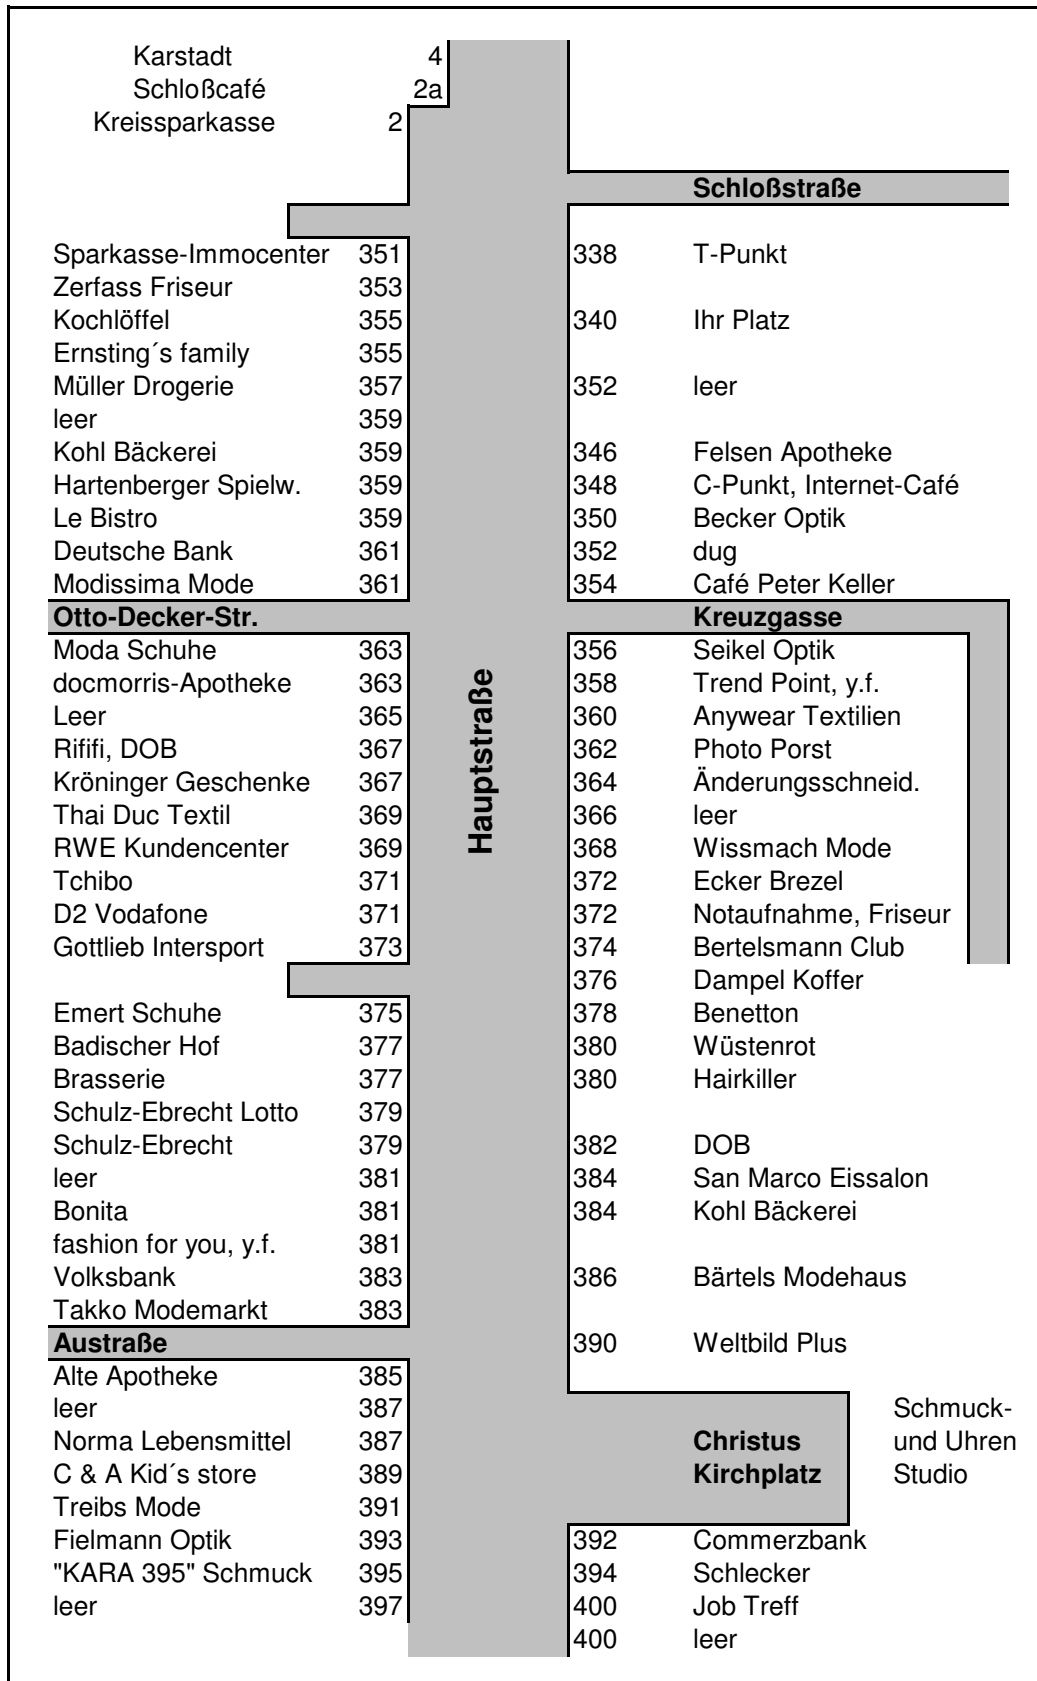 Karstadt 4
Schloßcafé 2a
Kreissparkasse 2
Schloßstraße
Sparkasse-Immocenter 351 338 T-Punkt
Zerfass Friseur 353
Kochlöffel 355 340 Ihr Platz
Ernsting´s family 355
Müller Drogerie 357 352 leer
leer 359
Kohl Bäckerei 359 346 Felsen Apotheke
Hartenberger Spielw. 359 348 C-Punkt, Internet-Café
Le Bistro 359 350 Becker Optik
Deutsche Bank 361 352 dug
Modissima Mode 361 354 Café Peter Keller
Otto-Decker-Str. Kreuzgasse
Moda Schuhe 363 356 Seikel Optik
docmorris-Apotheke 363 358 Trend Point, y.f.
Leer 365 360 Anywear Textilien
Rififi, DOB 367 362 Photo Porst
Kröninger Geschenke 367 364 Änderungsschneid.
Thai Duc Textil 369 366 leer
RWE Kundencenter 369 368 Wissmach Mode
Tchibo 371 372 Ecker Brezel
D2 Vodafone 371 372 Notaufnahme, Friseur
Gottlieb Intersport 373 374 Bertelsmann Club
376 Dampel Koffer
Emert Schuhe 375 378 Benetton
Badischer Hof 377 380 Wüstenrot
Brasserie 377 380 Hairkiller
Schulz-Ebrecht Lotto 379
Schulz-Ebrecht 379 382 DOB
leer 381 384 San Marco Eissalon
Bonita 381 384 Kohl Bäckerei
fashion for you, y.f. 381
Volksbank 383 386 Bärtels Modehaus
Takko Modemarkt 383
Austraße 390 Weltbild Plus
Alte Apotheke 385
leer 387 Schmuck-
Norma Lebensmittel 387 Christus und Uhren
C & A Kid´s store 389 Kirchplatz Studio
Treibs Mode 391
Fielmann Optik 393 392 Commerzbank
"KARA 395" Schmuck 395 394 Schlecker
leer 397 400 Job Treff
400 leer
Hauptstraße